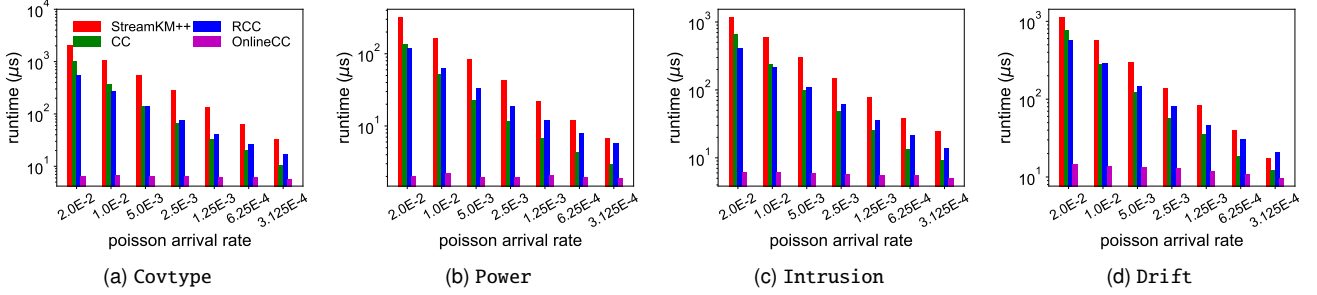 10⁴
10³
10²
10¹
runtime (μs)
StreamKM++
CC
RCC
OnlineCC
2.0E-2
1.0E-2
5.0E-3
2.5E-3
1.25E-3
6.25E-4
3.125E-4
poisson arrival rate
(a) Covtype
10²
10¹
runtime (μs)
2.0E-2
1.0E-2
5.0E-3
2.5E-3
1.25E-3
6.25E-4
3.125E-4
poisson arrival rate
(b) Power
10³
10²
10¹
runtime (μs)
2.0E-2
1.0E-2
5.0E-3
2.5E-3
1.25E-3
6.25E-4
3.125E-4
poisson arrival rate
(c) Intrusion
10³
10²
10¹
runtime (μs)
2.0E-2
1.0E-2
5.0E-3
2.5E-3
1.25E-3
6.25E-4
3.125E-4
poisson arrival rate
(d) Drift